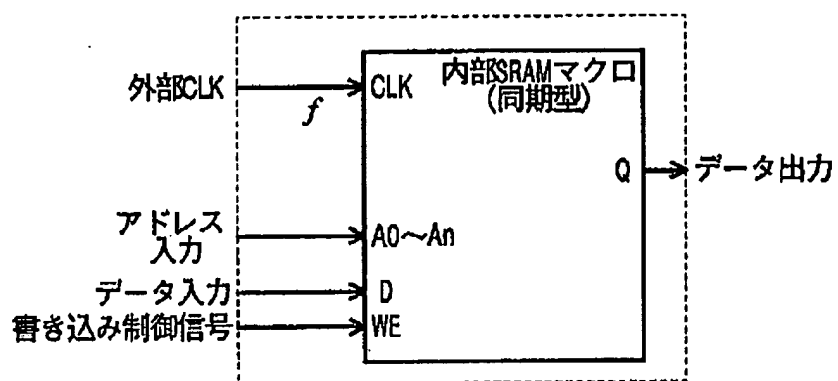 外部CLK
f
CLK
内部SRAMマクロ
(同期型)
Q
データ出力
アドレス
入力
A0～An
データ入力
D
書き込み制御信号
WE